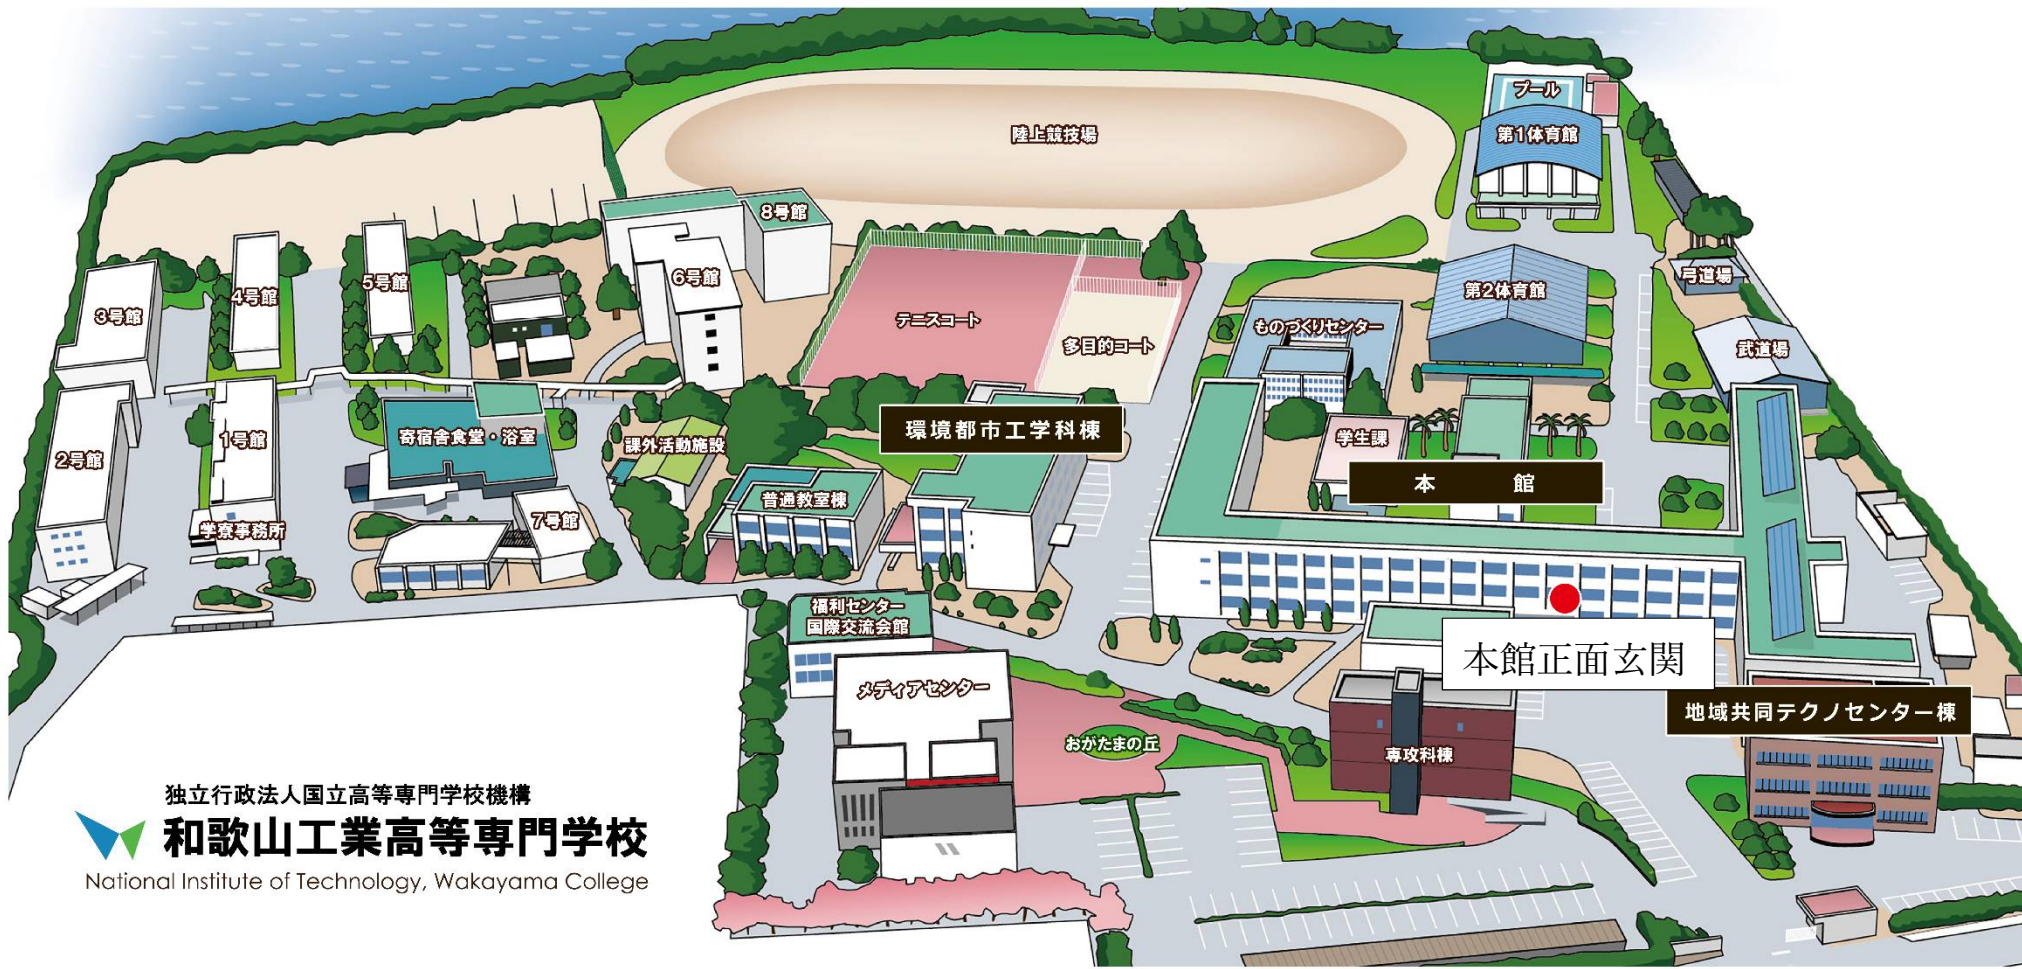 プール
陸上競技場
第1体育館
8号館
6号館
5号館
4号館
3号館
弓道場
第2体育館
テニスコート
ものづくりセンター
多目的コート
武道場
環境都市工学科棟
学生課
1号館
寄宿舎食堂・浴室
課外活動施設
2号館
本館
普通教室棟
7号館
学寮事務所
福利センター
国際交流会館
本館正面玄関
メディアセンター
地域共同テクノセンター棟
おがたまの丘
専攻科棟
独立行政法人国立高等専門学校機構
和歌山工業高等専門学校
National Institute of Technology, Wakayama College